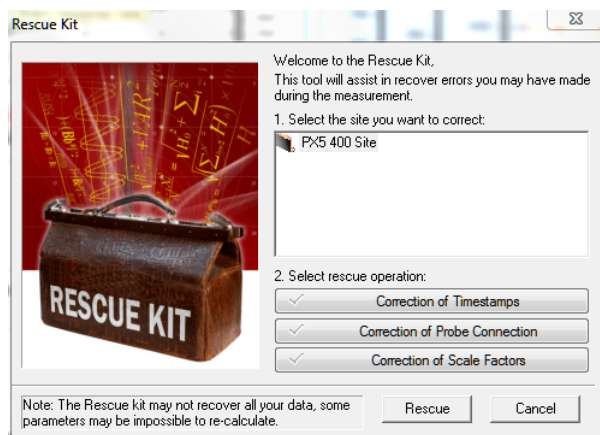 Rescue Kit
Welcome to the Rescue Kit,
This tool will assist in recover errors you may have made
during the measurement.
1. Select the site you want to correct:
PX5 400 Site
RESCUE KIT
2. Select rescue operation:
Correction of Timestamps
Correction of Probe Connection
Correction of Scale Factors
Note: The Rescue kit may not recover all your data, some
parameters may be impossible to re-calculate.
Rescue
Cancel